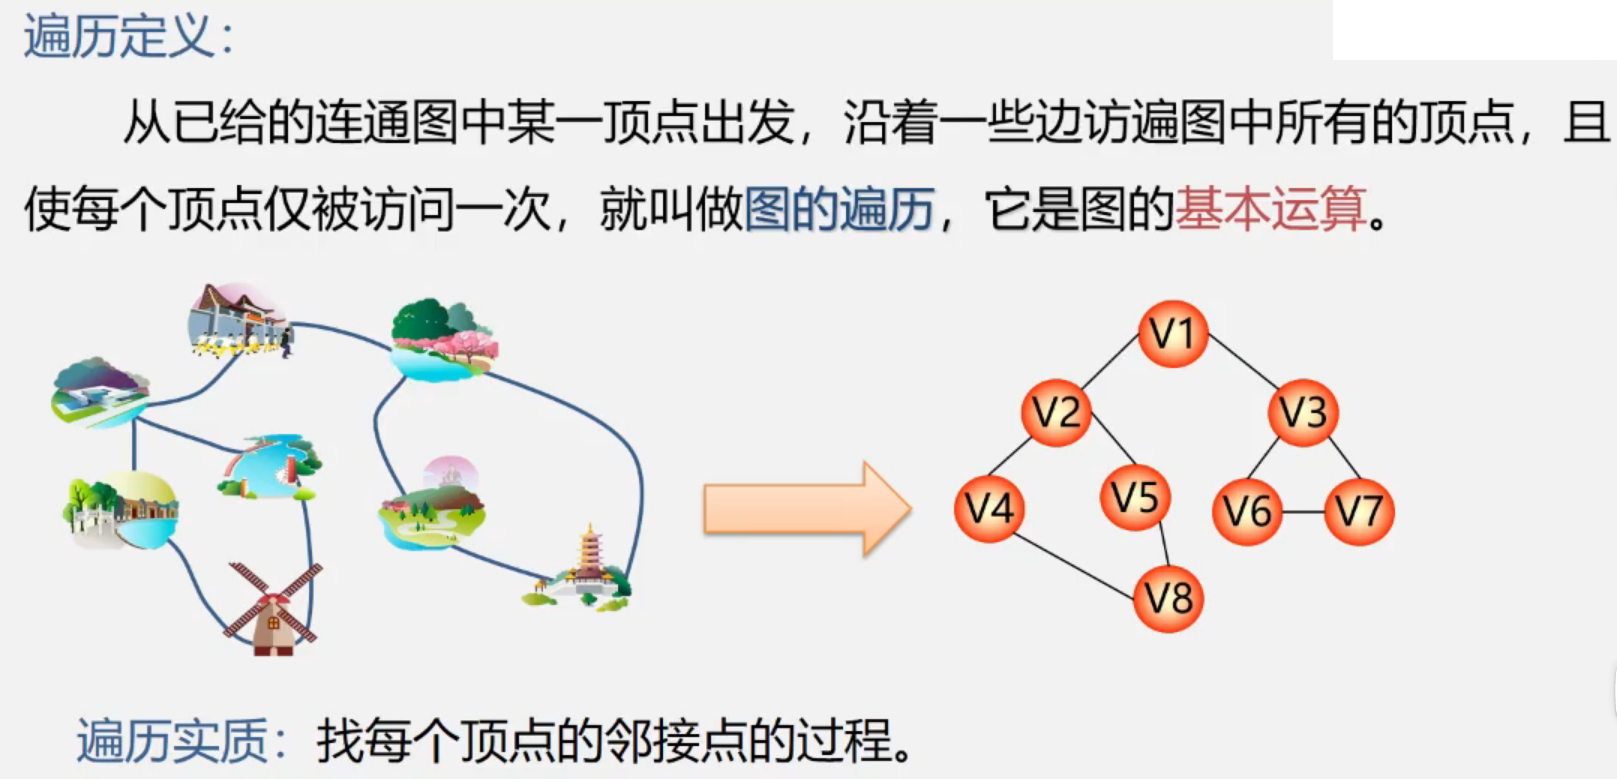 遍历定义：
从已给的连通图中某一顶点出发，沿着一些边访遍图中所有的顶点，且
使每个顶点仅被访问一次，就叫做图的遍历，它是图的基本运算。
V1
V2
V3
V4
V5
V6
V7
V8
遍历实质：找每个顶点的邻接点的过程。